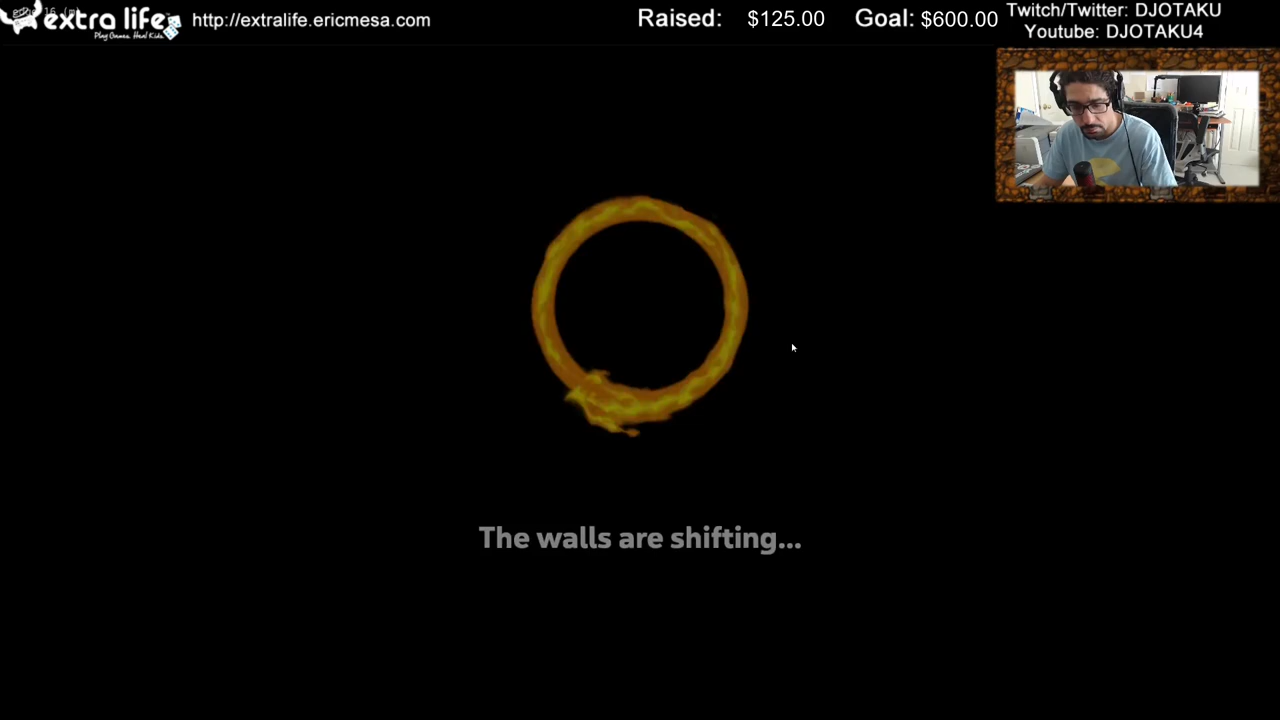 extra life
Play Games. Heal Kids.
http://extralife.ericmesa.com
Raised: $125.00 Goal: $600.00
Twitch/Twitter: DJOTAKU
Youtube: DJOTAKU4
The walls are shifting...